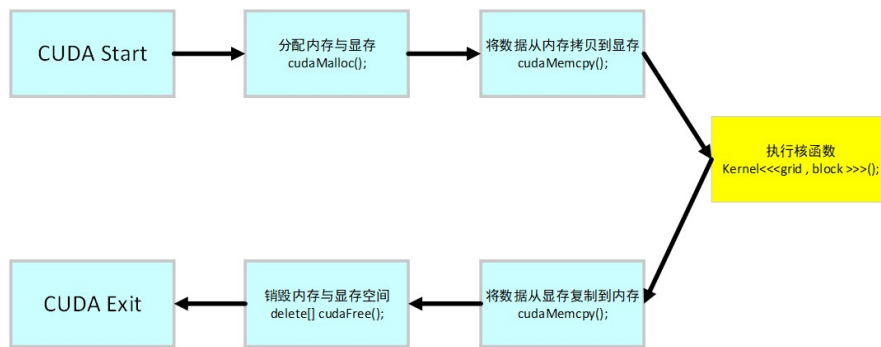 CUDA Start
分配内存与显存
cudaMalloc();
将数据从内存拷贝到显存
cudaMemcpy();
执行核函数
Kernel<<<grid , block >>>();
将数据从显存复制到内存
cudaMemcpy();
销毁内存与显存空间
delete[] cudaFree();
CUDA Exit